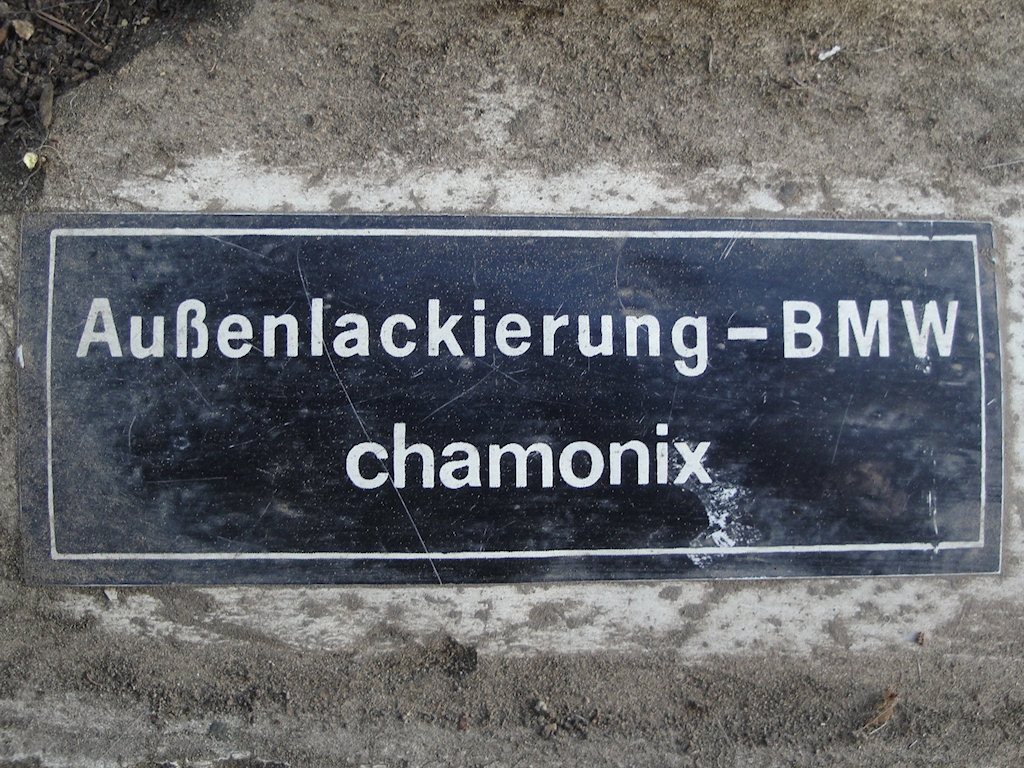 Außenlackierung – BMW
chamonix